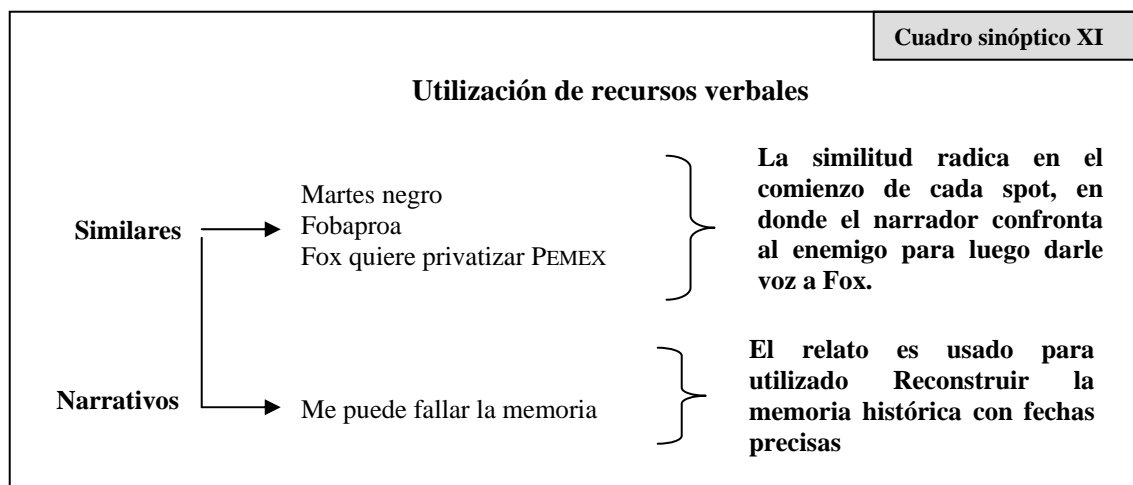 Cuadro sinóptico XI
Utilización de recursos verbales
Similares
Martes negro
Fobaproa
Fox quiere privatizar PEMEX
La similitud radica en el
comienzo de cada spot, en
donde el narrador confronta
al enemigo para luego darle
voz a Fox.
Narrativos
Me puede fallar la memoria
El relato es usado para
utilizado Reconstruir la
memoria histórica con fechas
precisas